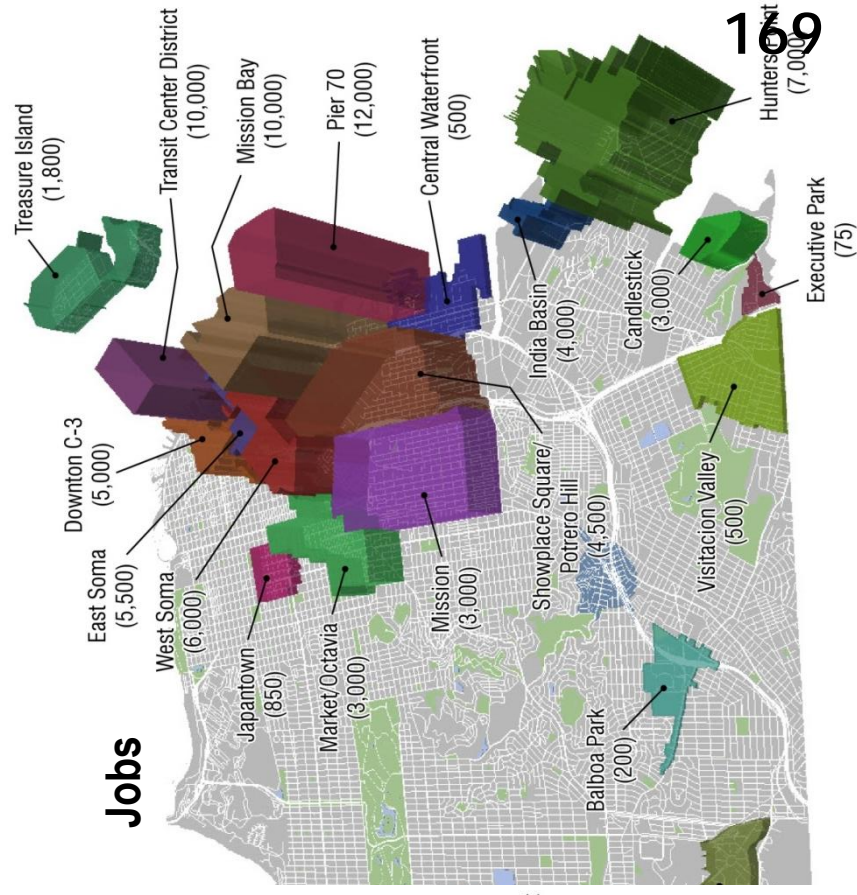 169
Jobs
Treasure Island
(1,800)
Transit Center District
(10,000)
Mission Bay
(10,000)
Pier 70
(12,000)
Central Waterfront
(500)
Hunters Point
(7,000)
Downton C-3
(5,000)
East Soma
(5,500)
West Soma
(6,000)
Japantown
(850)
Market/Octavia
(3,000)
Mission
(3,000)
Showplace Square/
Potrero Hill
(4,500)
India Basin
(4,000)
Candlestick
(3,000)
Executive Park
(75)
Visitacion Valley
(500)
Balboa Park
(200)